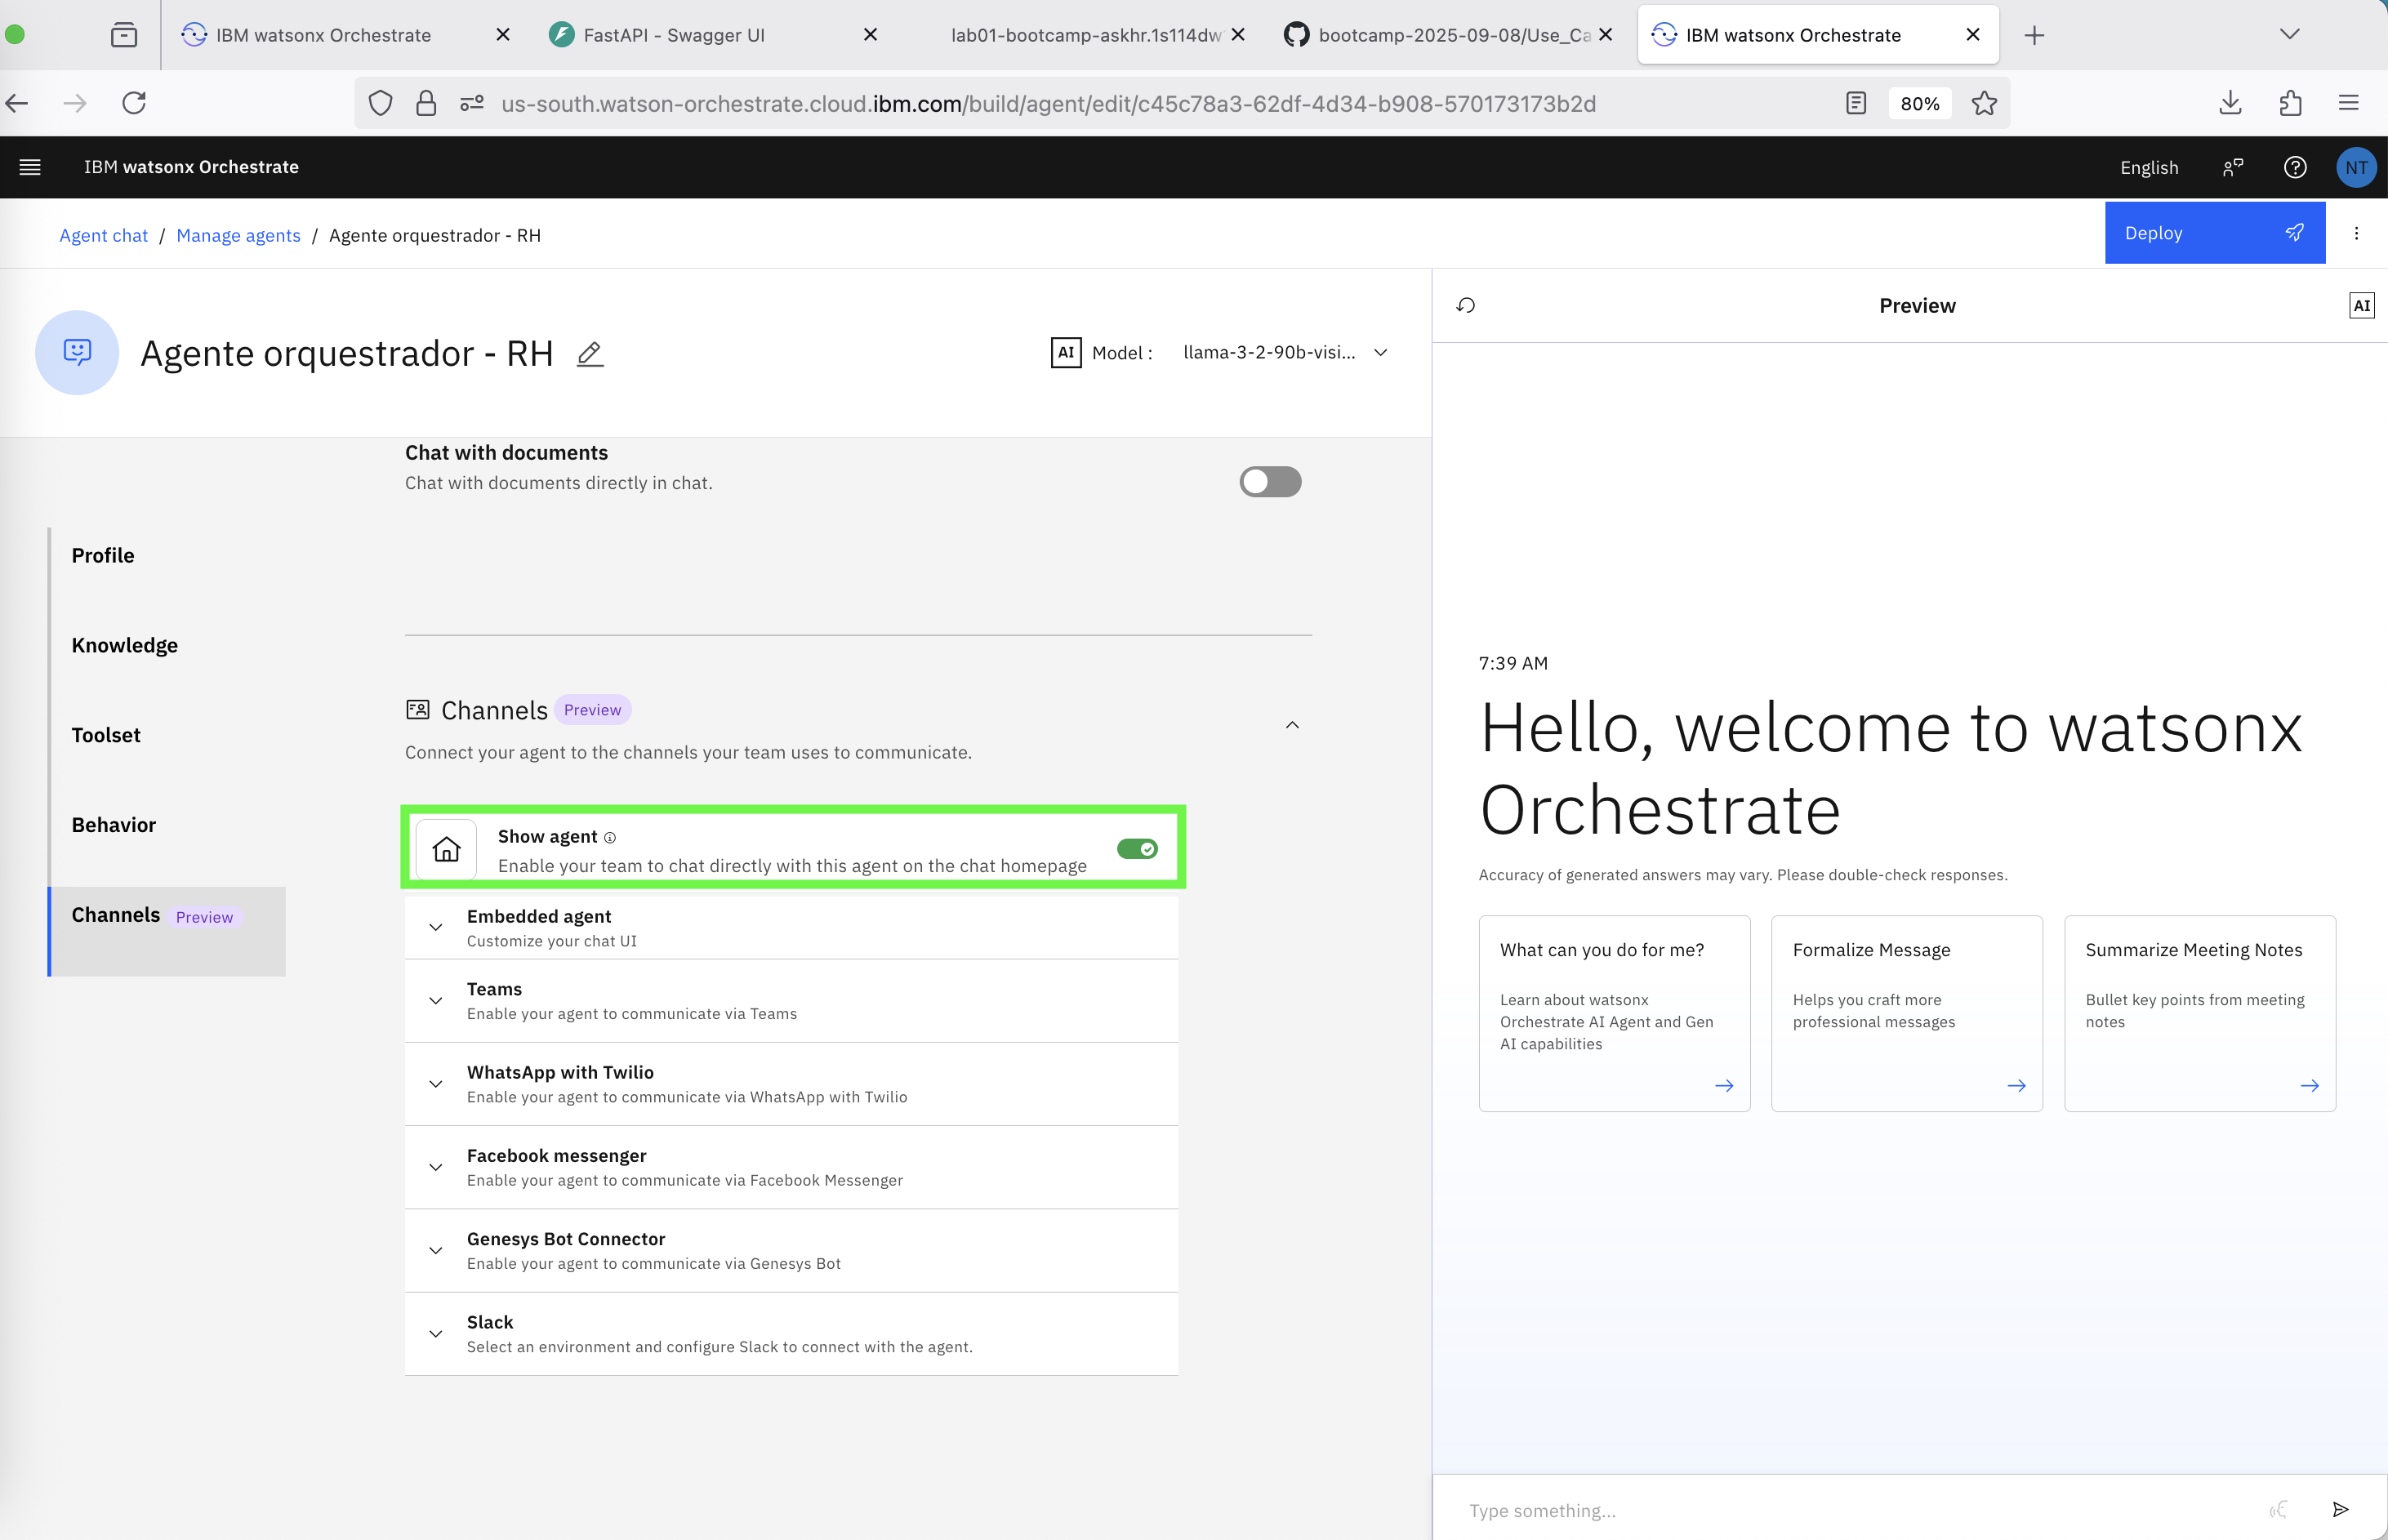 IBM watsonx Orchestrate
FastAPI - Swagger UI
lab01-bootcamp-askhr.1s114dw
bootcamp-2025-09-08/Use_Ca
IBM watsonx Orchestrate
us-south.watson-orchestrate.cloud.ibm.com/build/agent/edit/c45c78a3-62df-4d34-b908-570173173b2d
80%
IBM watsonx Orchestrate
English
NT
Agent chat / Manage agents / Agente orquestrador - RH
Deploy
Agente orquestrador - RH
AI Model :
llama-3-2-90b-visi...
Chat with documents
Chat with documents directly in chat.
Profile
Knowledge
Toolset
Behavior
Channels Preview
Channels Preview
Connect your agent to the channels your team uses to communicate.
Show agent
Enable your team to chat directly with this agent on the chat homepage
Embedded agent
Customize your chat UI
Teams
Enable your agent to communicate via Teams
WhatsApp with Twilio
Enable your agent to communicate via WhatsApp with Twilio
Facebook messenger
Enable your agent to communicate via Facebook Messenger
Genesys Bot Connector
Enable your agent to communicate via Genesys Bot
Slack
Select an environment and configure Slack to connect with the agent.
Preview
AI
7:39 AM
Hello, welcome to watsonx
Orchestrate
Accuracy of generated answers may vary. Please double-check responses.
What can you do for me?
Learn about watsonx
Orchestrate AI Agent and Gen
AI capabilities
Formalize Message
Helps you craft more
professional messages
Summarize Meeting Notes
Bullet key points from meeting
notes
Type something...